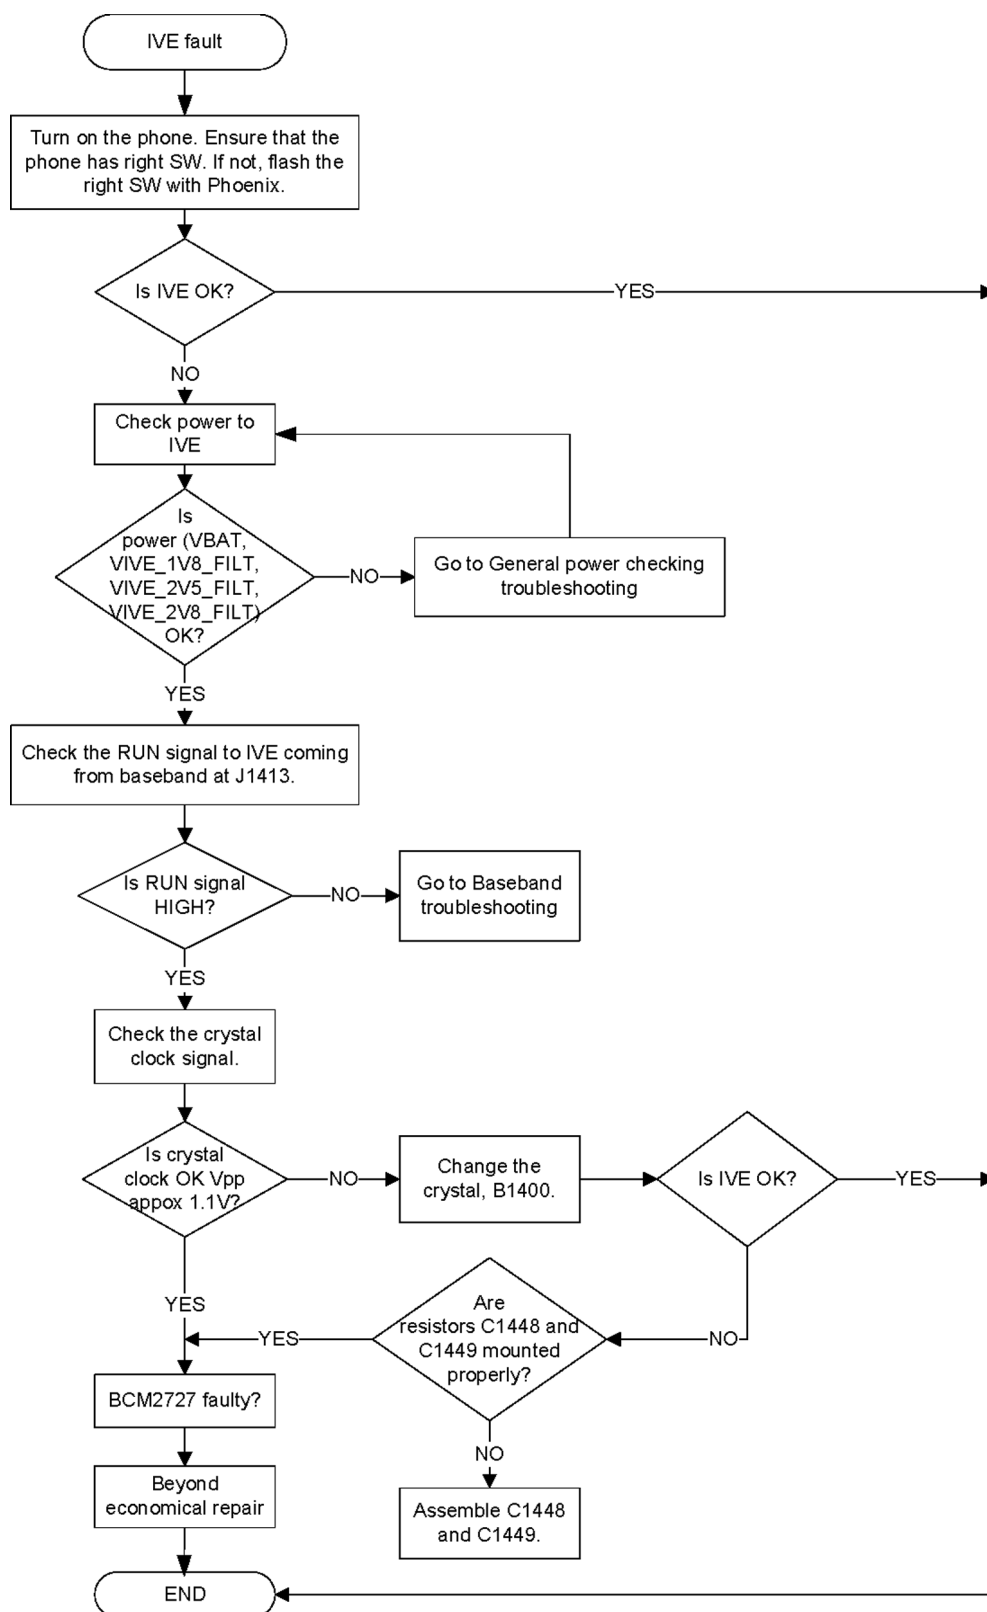 IVE fault
Turn on the phone. Ensure that the
phone has right SW. If not, flash the
right SW with Phoenix.
Is IVE OK?
YES
NO
Check power to
IVE
Is
power (VBAT,
VIVE_1V8_FILT,
VIVE_2V5_FILT,
VIVE_2V8_FILT)
OK?
NO
Go to General power checking
troubleshooting
YES
Check the RUN signal to IVE coming
from baseband at J1413.
Is RUN signal
HIGH?
NO
Go to Baseband
troubleshooting
YES
Check the crystal
clock signal.
Is crystal
clock OK Vpp
appox 1.1V?
NO
Change the
crystal, B1400.
Is IVE OK?
YES
YES
NO
Are
resistors C1448 and
C1449 mounted
properly?
YES
NO
BCM2727 faulty?
Beyond
economical repair
Assemble C1448
and C1449.
END